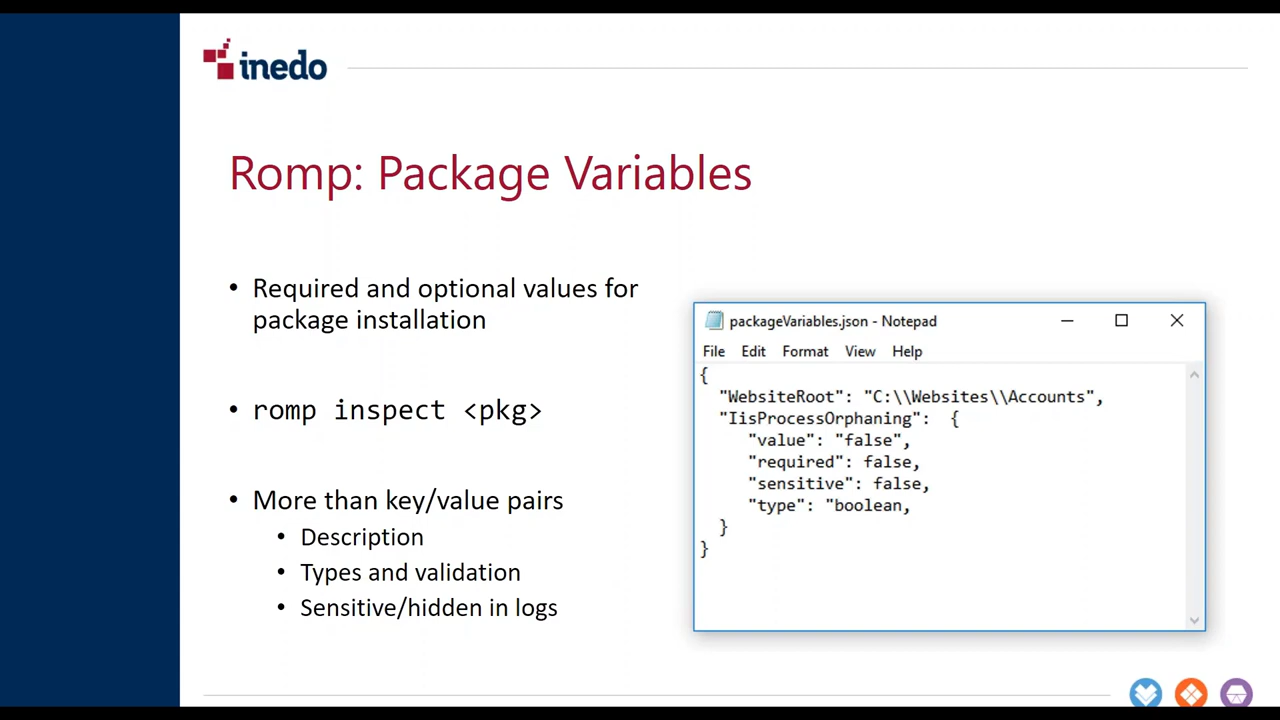 inedo
Romp: Package Variables
• Required and optional values for
package installation
• romp inspect <pkg>
• More than key/value pairs
• Description
• Types and validation
• Sensitive/hidden in logs
packageVariables.json - Notepad
File Edit Format View Help
{
"WebsiteRoot": "C:\\Websites\\Accounts",
"IisProcessOrphaning": {
"value": "false",
"required": false,
"sensitive": false,
"type": "boolean,
}
}